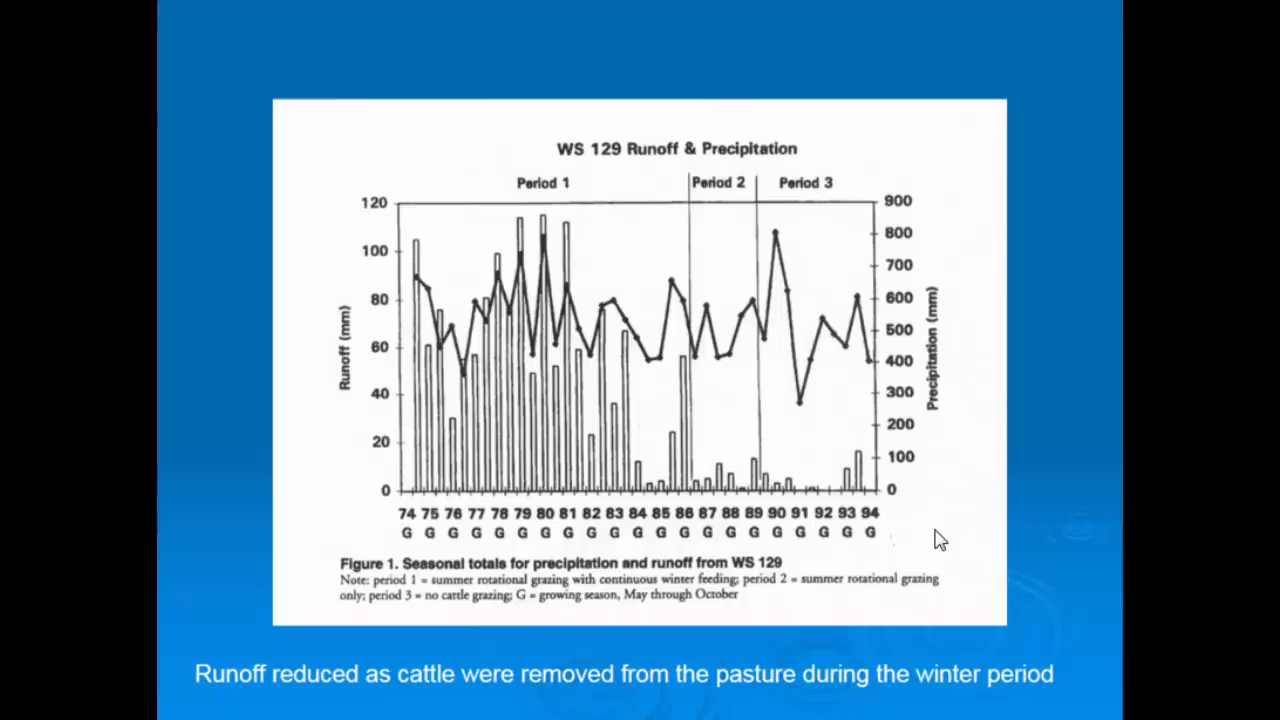 WS 129 Runoff & Precipitation
Period 1 Period 2 Period 3
120 900
800
100 700
80 600
500
60 400
40 300
200
20 100
0 0
Runoff (mm)
Precipitation (mm)
74 75 76 77 78 79 80 81 82 83 84 85 86 87 88 89 90 91 92 93 94
G G G G G G G G G G G G G G G G G G G G G
Figure 1. Seasonal totals for precipitation and runoff from WS 129
Note: period 1 = summer rotational grazing with continuous winter feeding; period 2 = summer rotational grazing
only; period 3 = no cattle grazing; G = growing season, May through October
Runoff reduced as cattle were removed from the pasture during the winter period